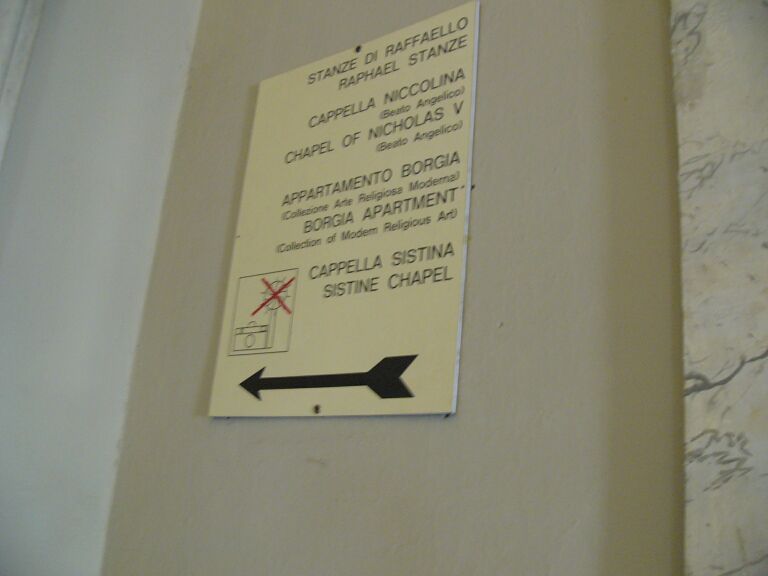 STANZE DI RAFFAELLO
RAPHAEL STANZE
CAPPELLA NICCOLINA
(Beato Angelico)
CHAPEL OF NICHOLAS V
(Beato Angelico)
APPARTAMENTO BORGIA
(Collezione Arte Religiosa Moderna)
BORGIA APARTMENT
(Collection of Modern Religious Art)
CAPPELLA SISTINA
SISTINE CHAPEL